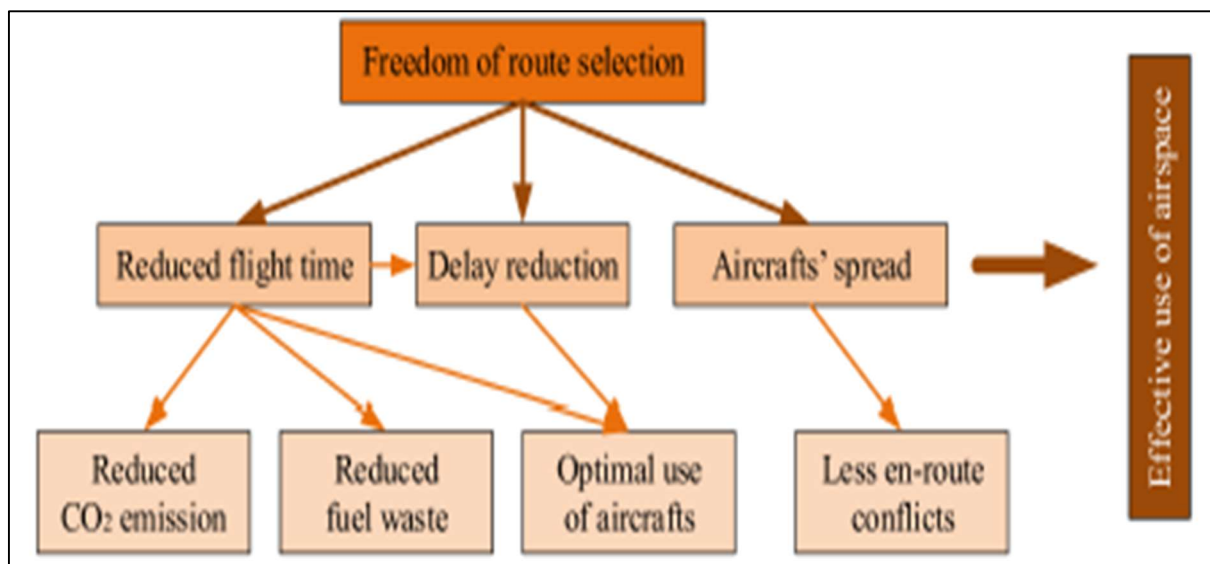 Freedom of route selection
Reduced flight time
Delay reduction
Aircrafts' spread
Effective use of airspace
Reduced
CO₂ emission
Reduced
fuel waste
Optimal use
of aircrafts
Less en-route
conflicts